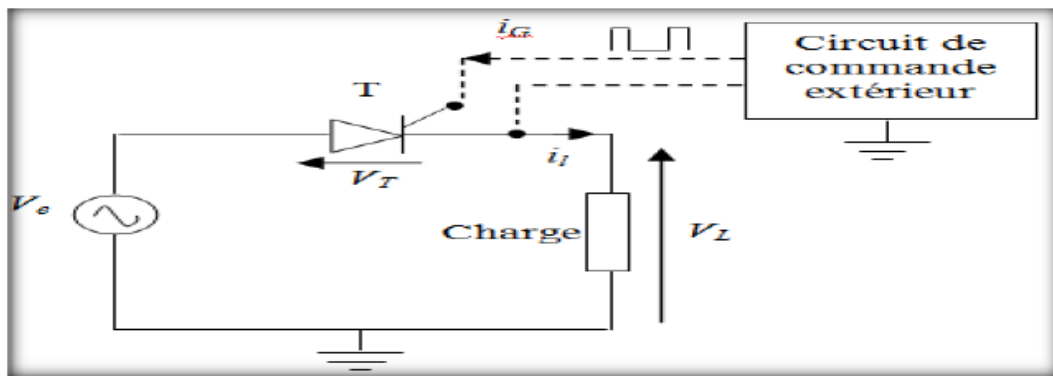 i_G
Circuit de
commande
extérieur
T
i_l
V_T
V_e
Charge
V_L